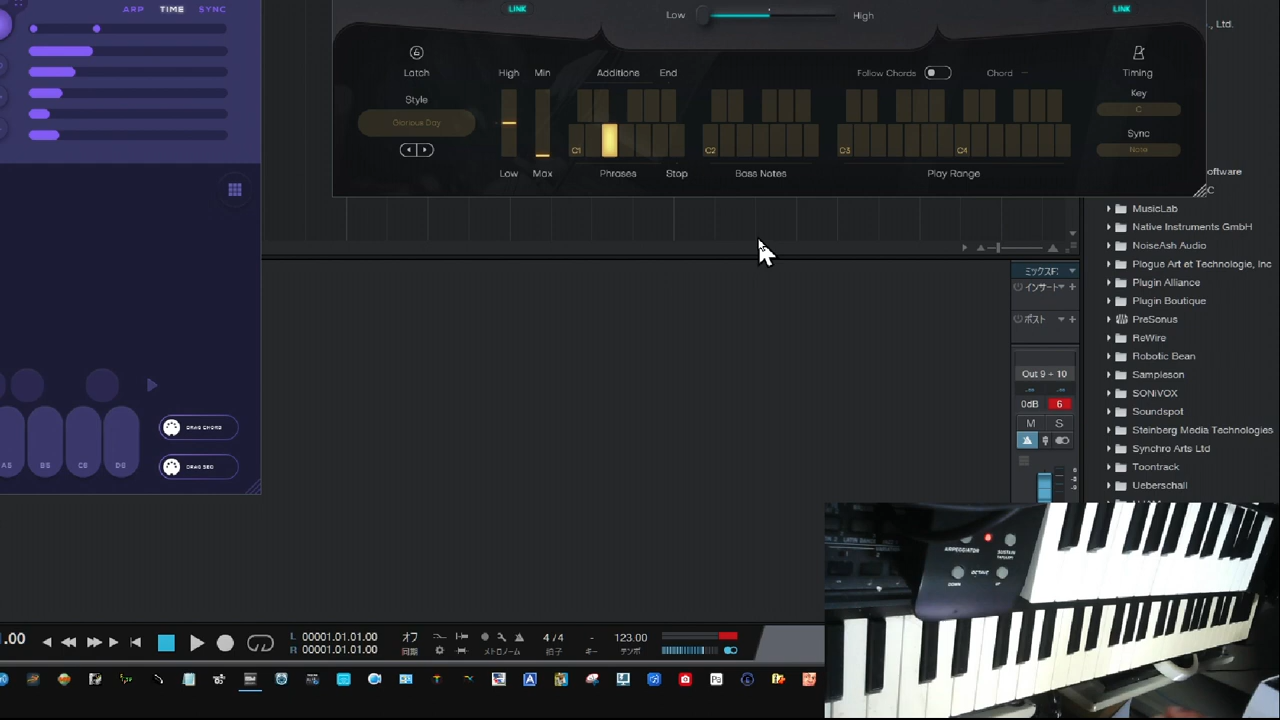 ARP TIME SYNC
LINK
Low High
LINK
Latch
High Min Additions End
Follow Chords Chord --
Timing
Key
C
Style
Glorious Day
Sync
Note
C1 C2 C3 C4
Low Max Phrases Stop Bass Notes Play Range
., Ltd.
oftware
C
MusicLab
Native Instruments GmbH
NoiseAsh Audio
Plogue Art et Technologie, Inc
Plugin Alliance
Plugin Boutique
PreSonus
ReWire
Robotic Bean
Sampleson
SONiVOX
Soundspot
Steinberg Media Technologies
Synchro Arts Ltd
Toontrack
Ueberschall
インサート
ポスト
Out 9 + 10
0dB 6
M S
DRAG CHORD
DRAG SEQ
ARPEGGIATOR
SUSTAIN
OCTAVE
DOWN UP
1.00
L 00001.01.01.00
R 00001.01.01.00
オフ
同期
メトロノーム
4 / 4
拍子
-
キー
123.00
テンポ